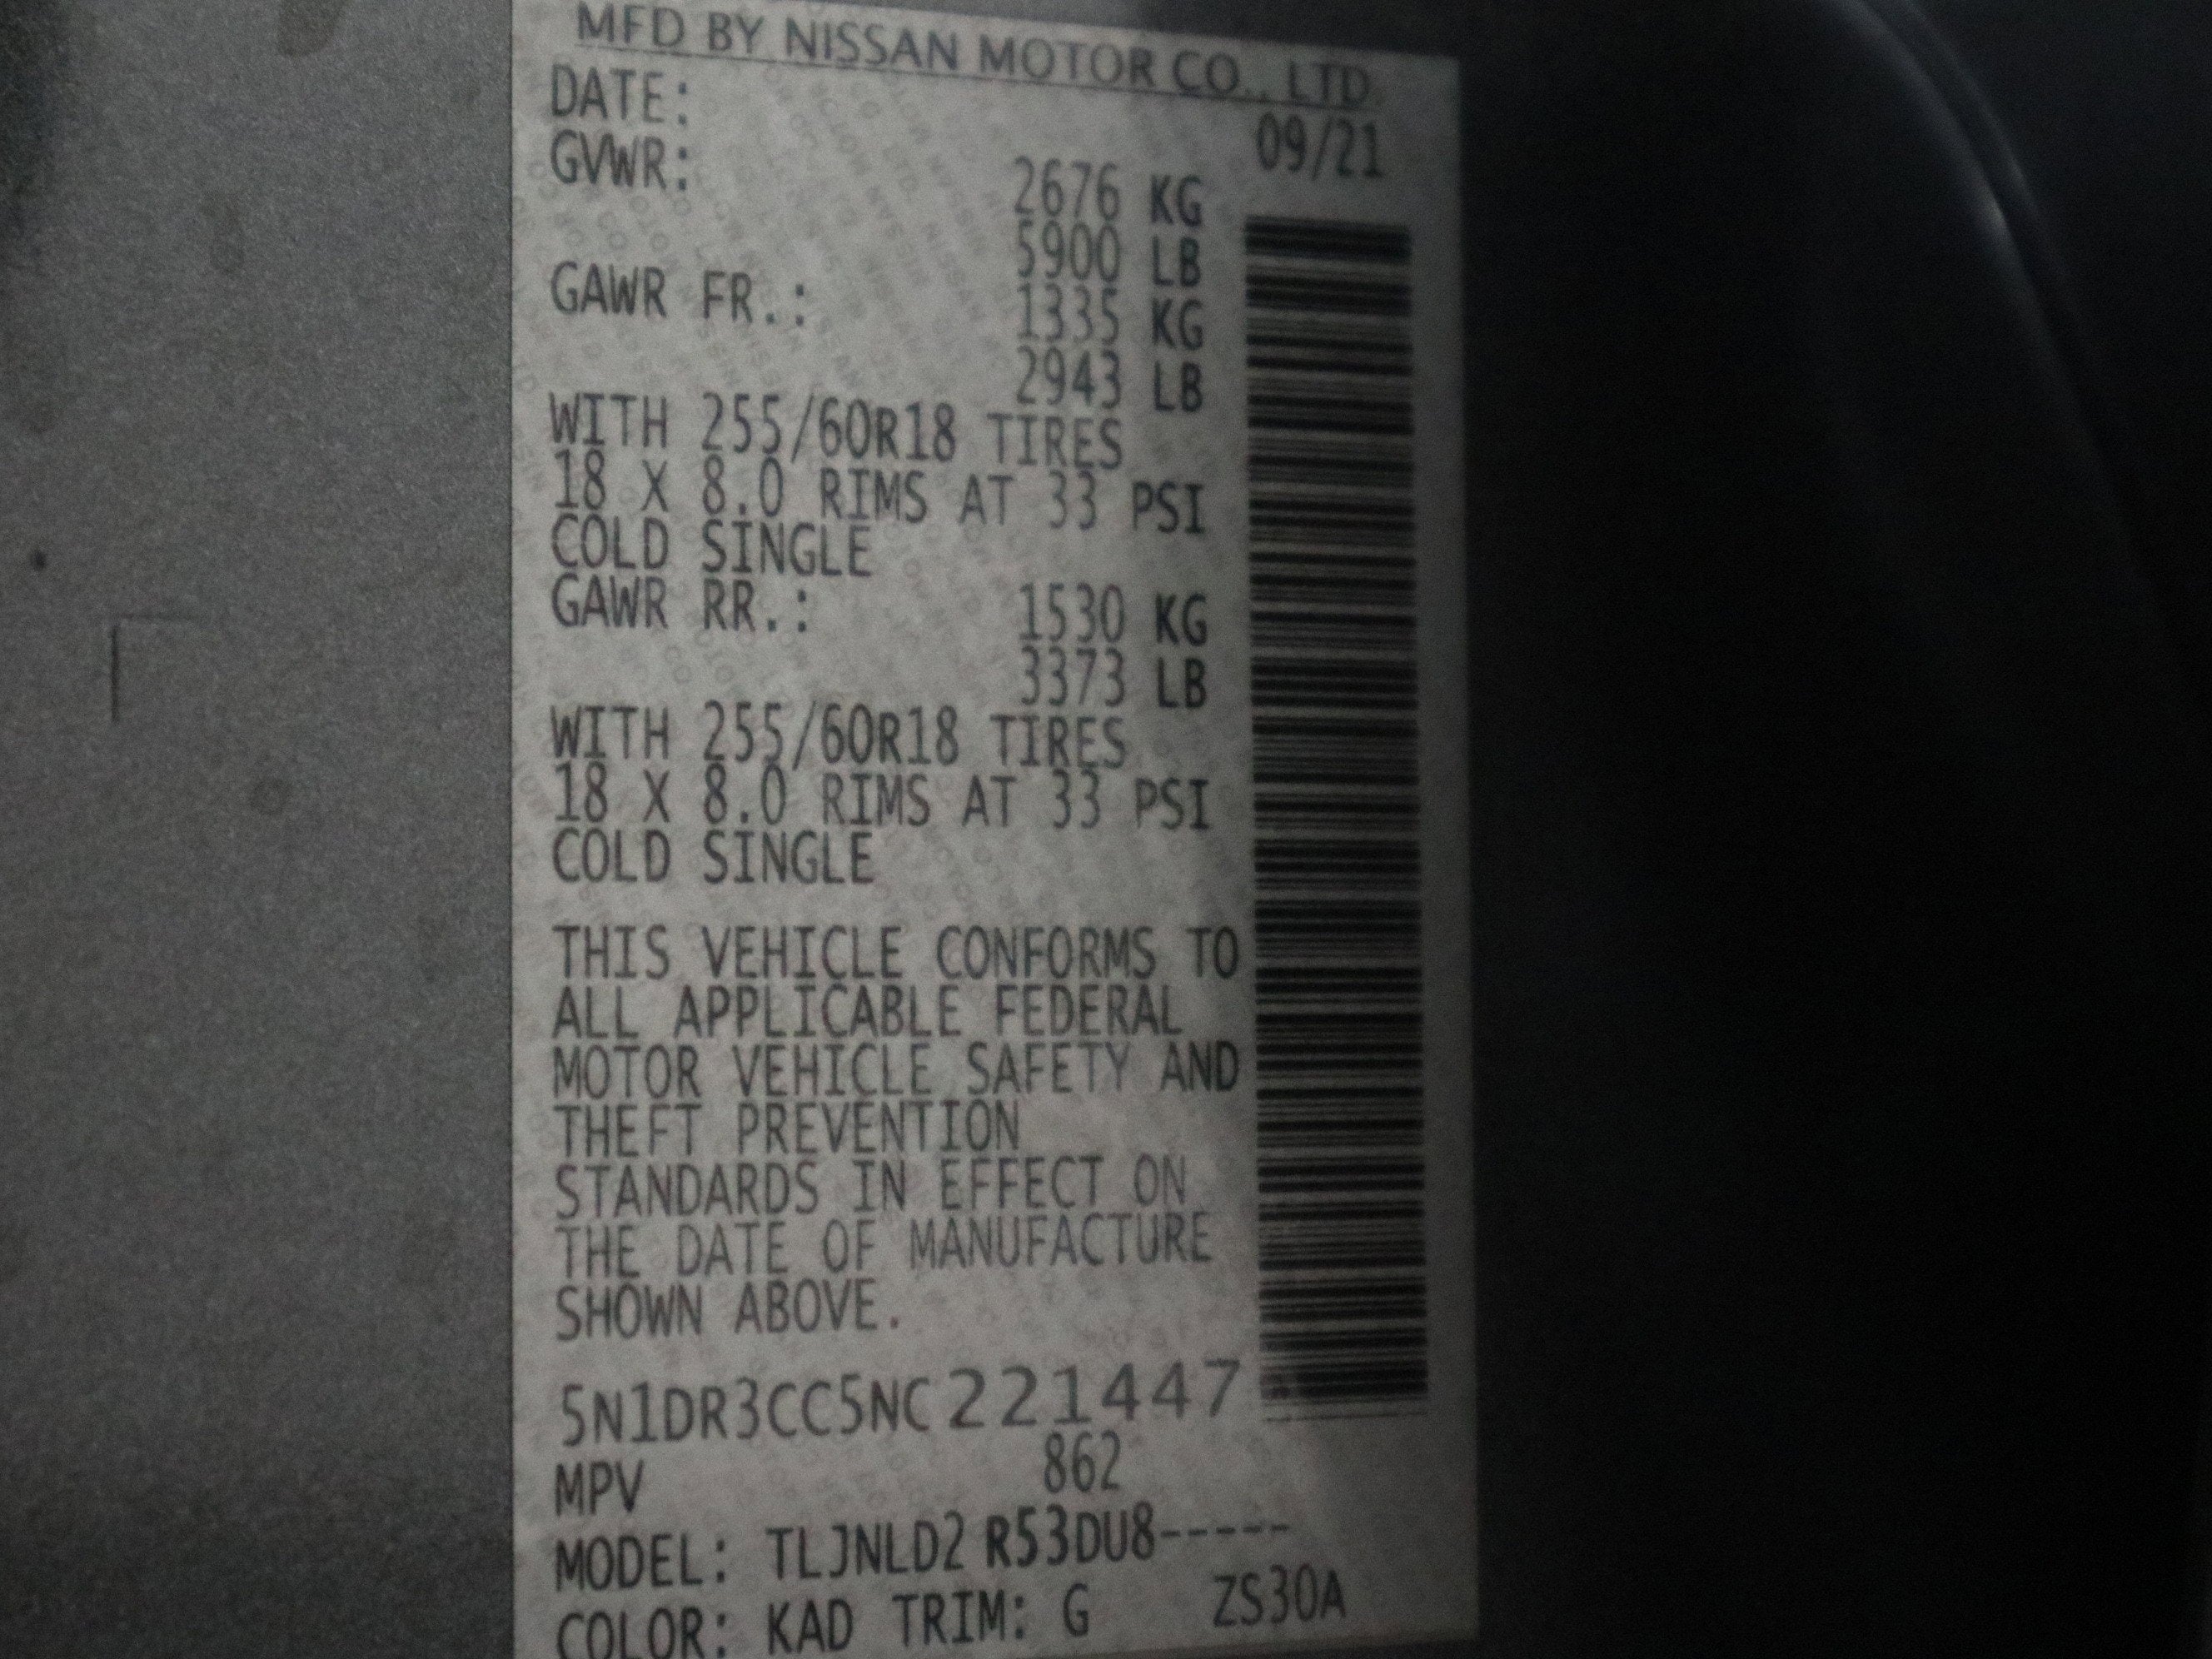 MFD BY NISSAN MOTOR CO., LTD.
DATE: 09/21
GVWR: 2676 KG
5900 LB
GAWR FR.: 1335 KG
2943 LB
WITH 255/60R18 TIRES
18 X 8.0 RIMS AT 33 PSI
COLD SINGLE
GAWR RR.: 1530 KG
3373 LB
WITH 255/60R18 TIRES
18 X 8.0 RIMS AT 33 PSI
COLD SINGLE
THIS VEHICLE CONFORMS TO
ALL APPLICABLE FEDERAL
MOTOR VEHICLE SAFETY AND
THEFT PREVENTION
STANDARDS IN EFFECT ON
THE DATE OF MANUFACTURE
SHOWN ABOVE.
5N1DR3CC5NC221447
MPV 862
MODEL: TLJNLD2 R53DU8-----
COLOR: KAD TRIM: G ZS30A